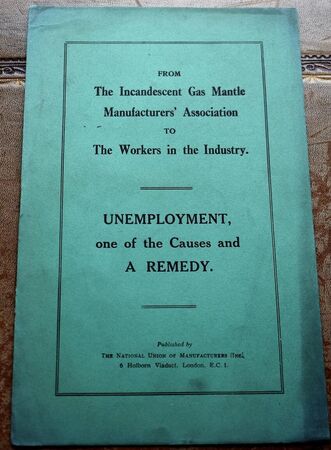 FROM
The Incandescent Gas Mantle
Manufacturers' Association
TO
The Workers in the Industry.
UNEMPLOYMENT,
one of the Causes and
A REMEDY.
Published by
THE NATIONAL UNION OF MANUFACTURERS (Inc.)
6 Holborn Viaduct, London, E.C. 1.